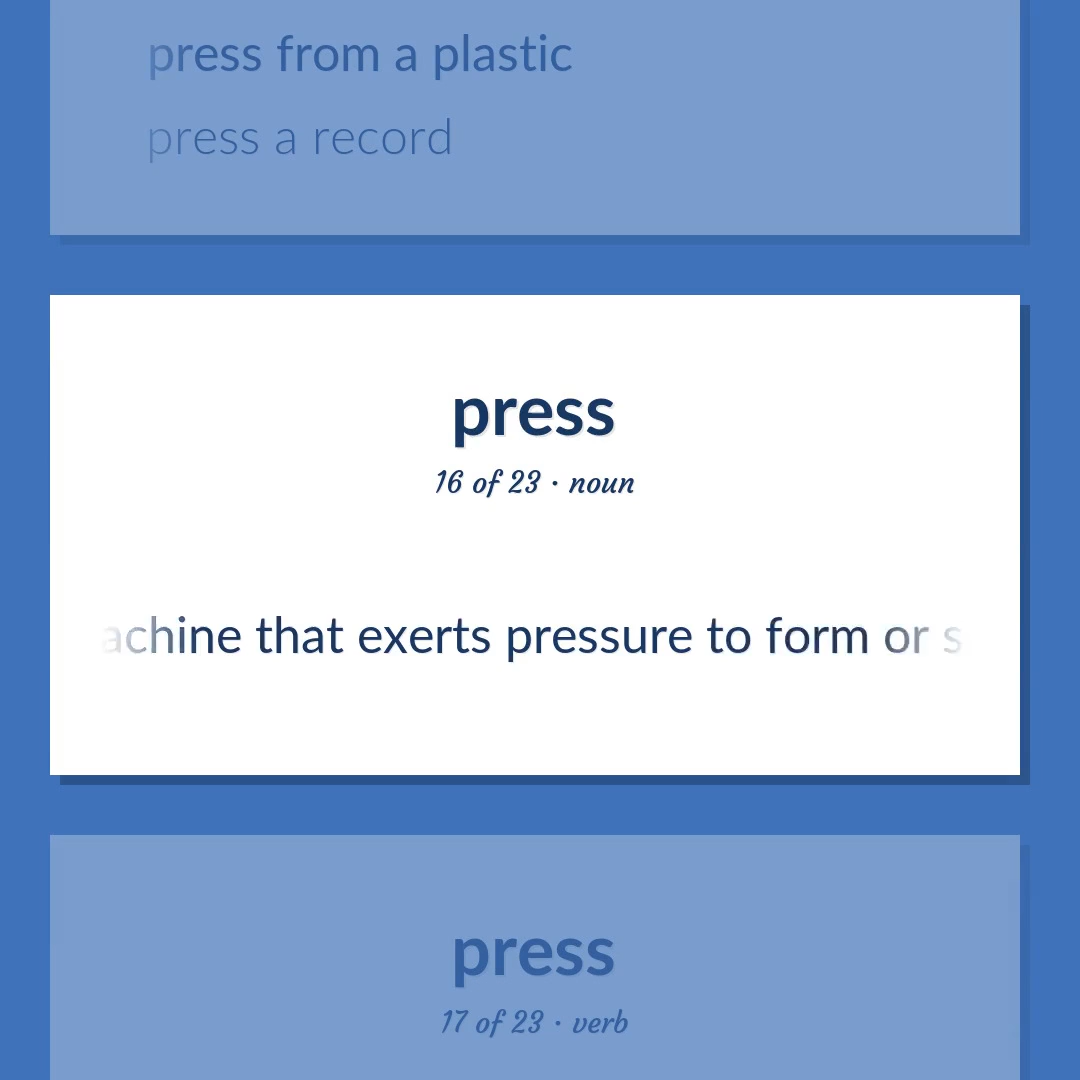 press from a plastic
press a record
press
16 of 23 · noun
achine that exerts pressure to form or s
press
17 of 23 · verb